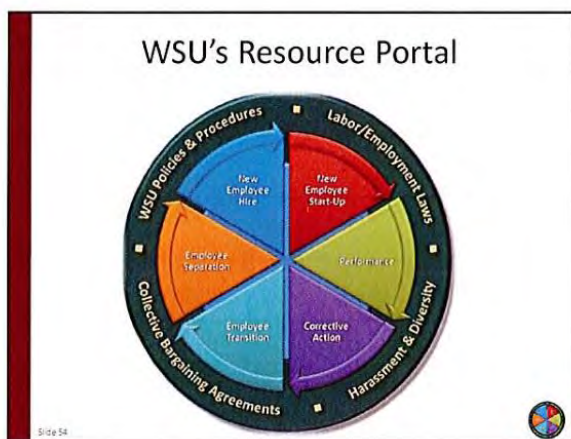 WSU's Resource Portal
WSU Policies & Procedures
Labor/Employment Laws
New
Employee
Hire
New
Employee
Start-Up
Employee
Separation
Performance
Employee
Transition
Corrective
Action
Collective Bargaining Agreements
Harassment & Diversity
Slide 54